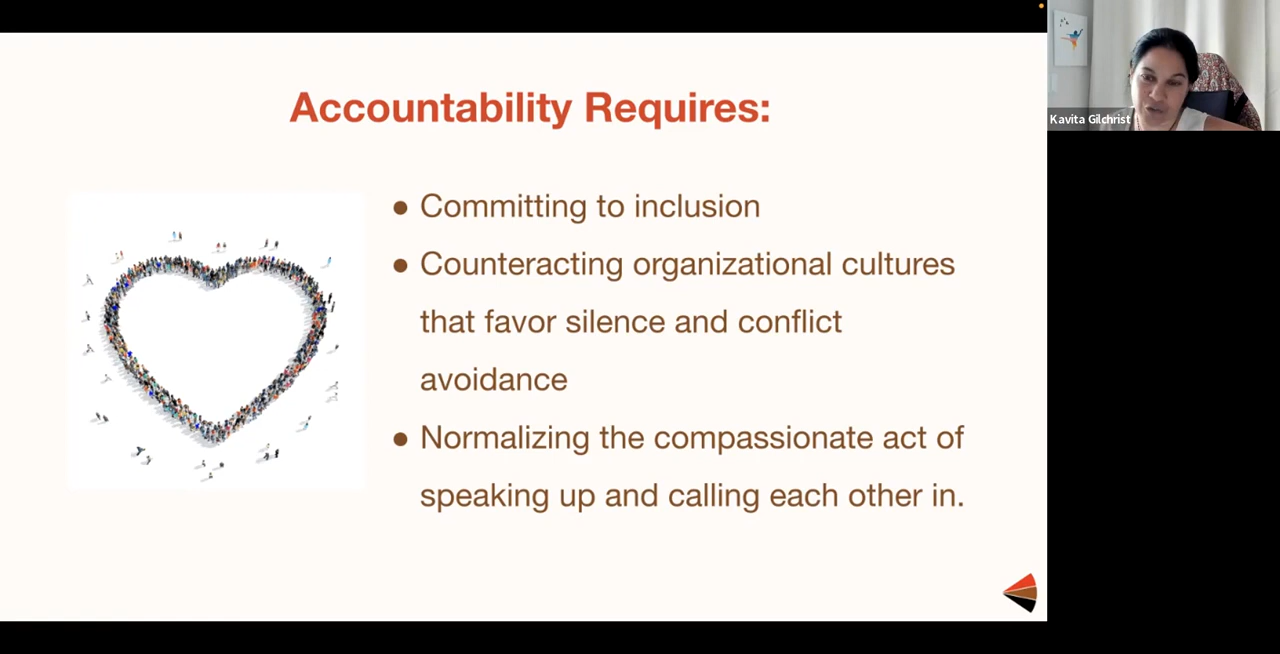 Accountability Requires:
● Committing to inclusion
● Counteracting organizational cultures
that favor silence and conflict
avoidance
● Normalizing the compassionate act of
speaking up and calling each other in.
Kavita Gilchrist